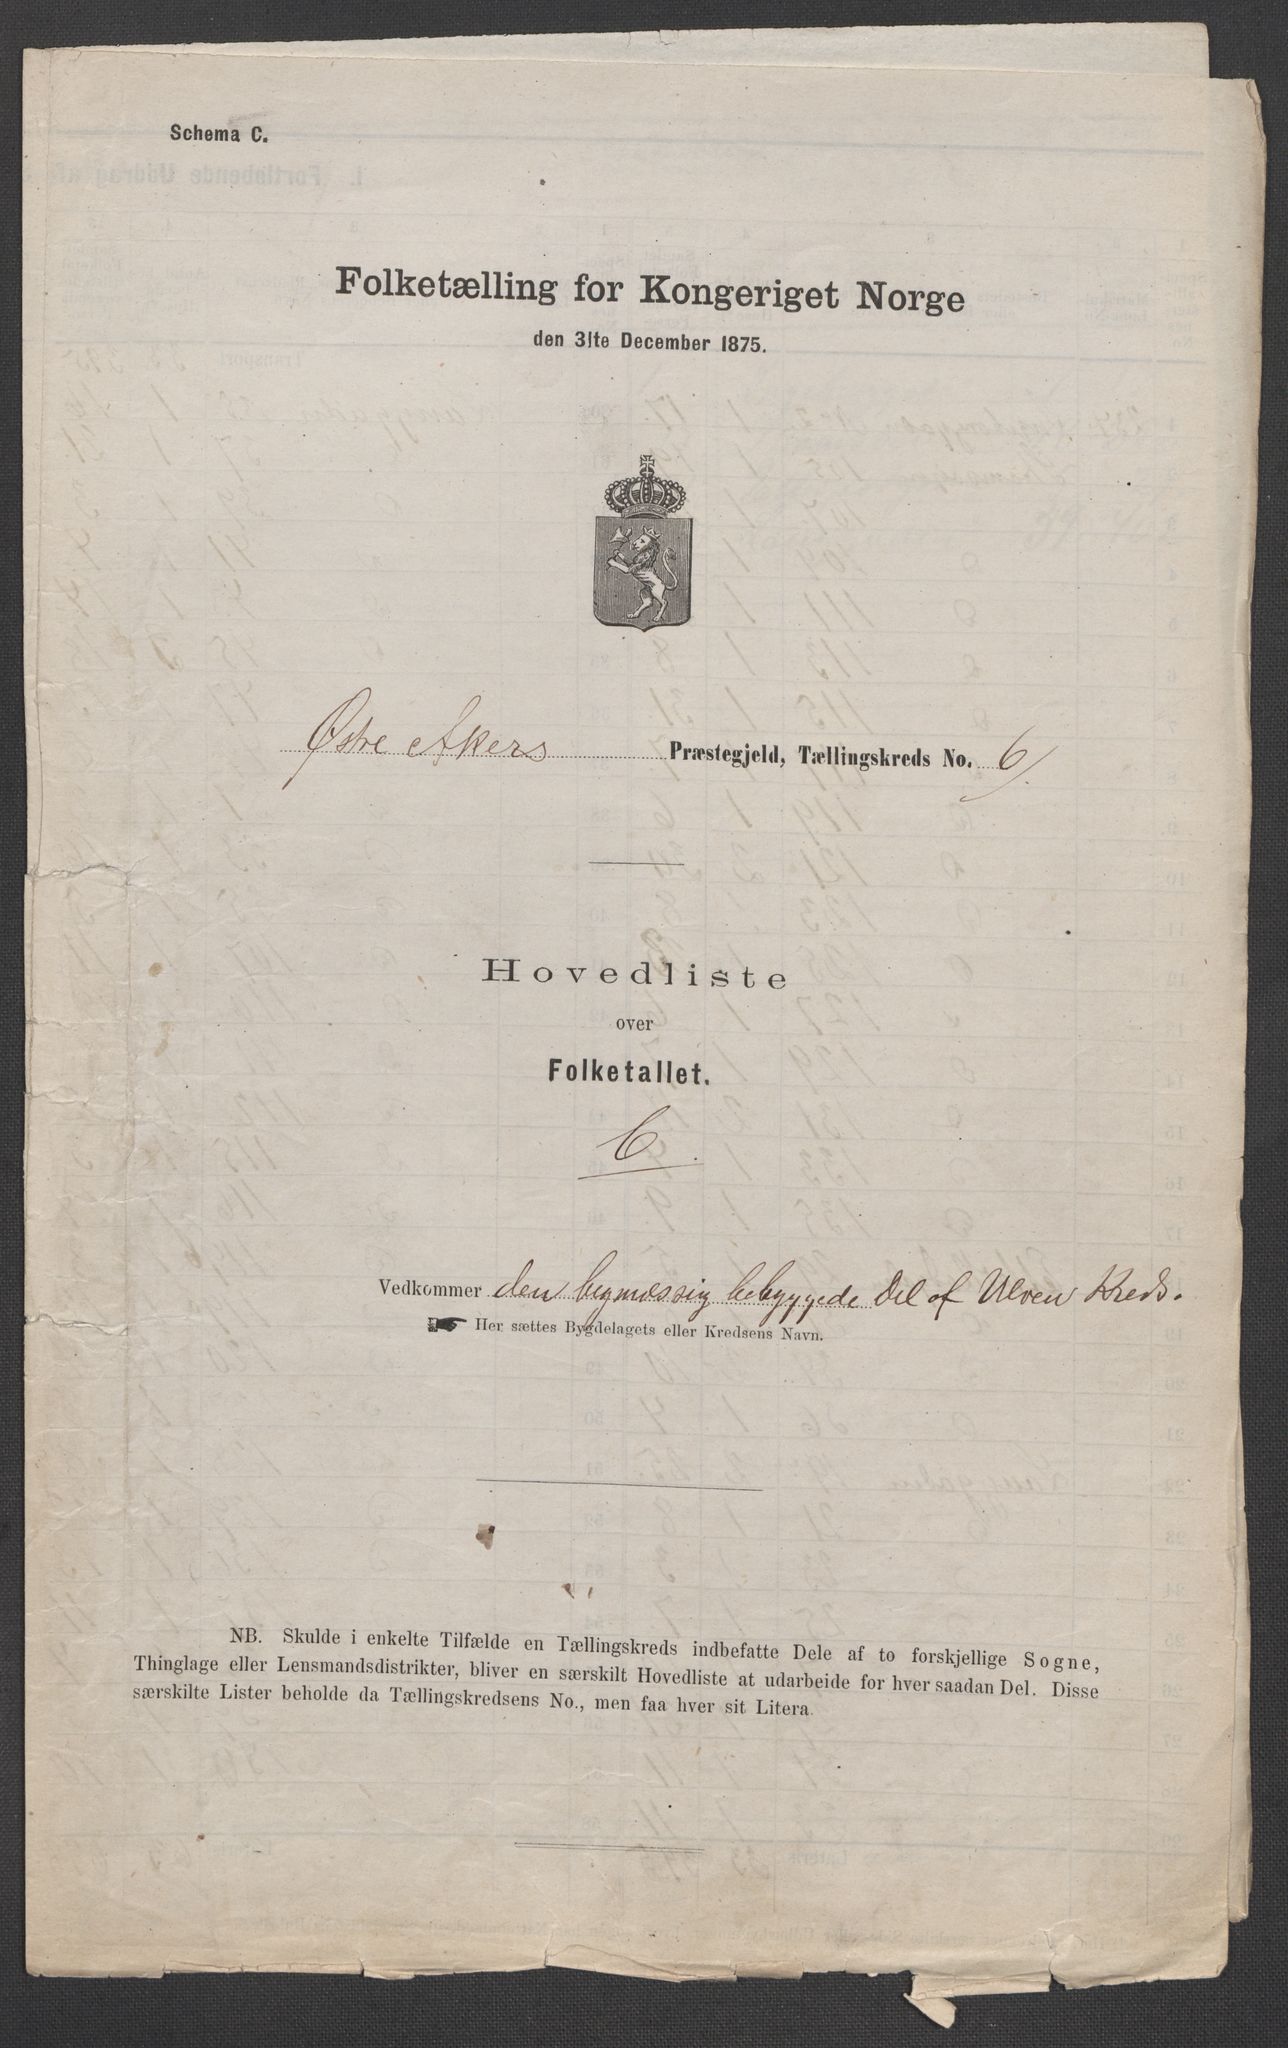 Schema C.
Folketælling for Kongeriget Norge
den 31te December 1875.
Østre Akers Præstegjeld, Tællingskreds No. 6).
Hovedliste
over
Folketallet.
6.
Vedkommer den bymæssig bebyggede Del af Ulven Kreds.
Her sættes Bygdelagets eller Kredsens Navn.
NB. Skulde i enkelte Tilfælde en Tællingskreds indbefatte Dele af to forskjellige Sogne,
Thinglage eller Lensmandsdistrikter, bliver en særskilt Hovedliste at udarbeide for hver saadan Del. Disse
særskilte Lister beholde da Tællingskredsens No., men faa hver sit Litera.